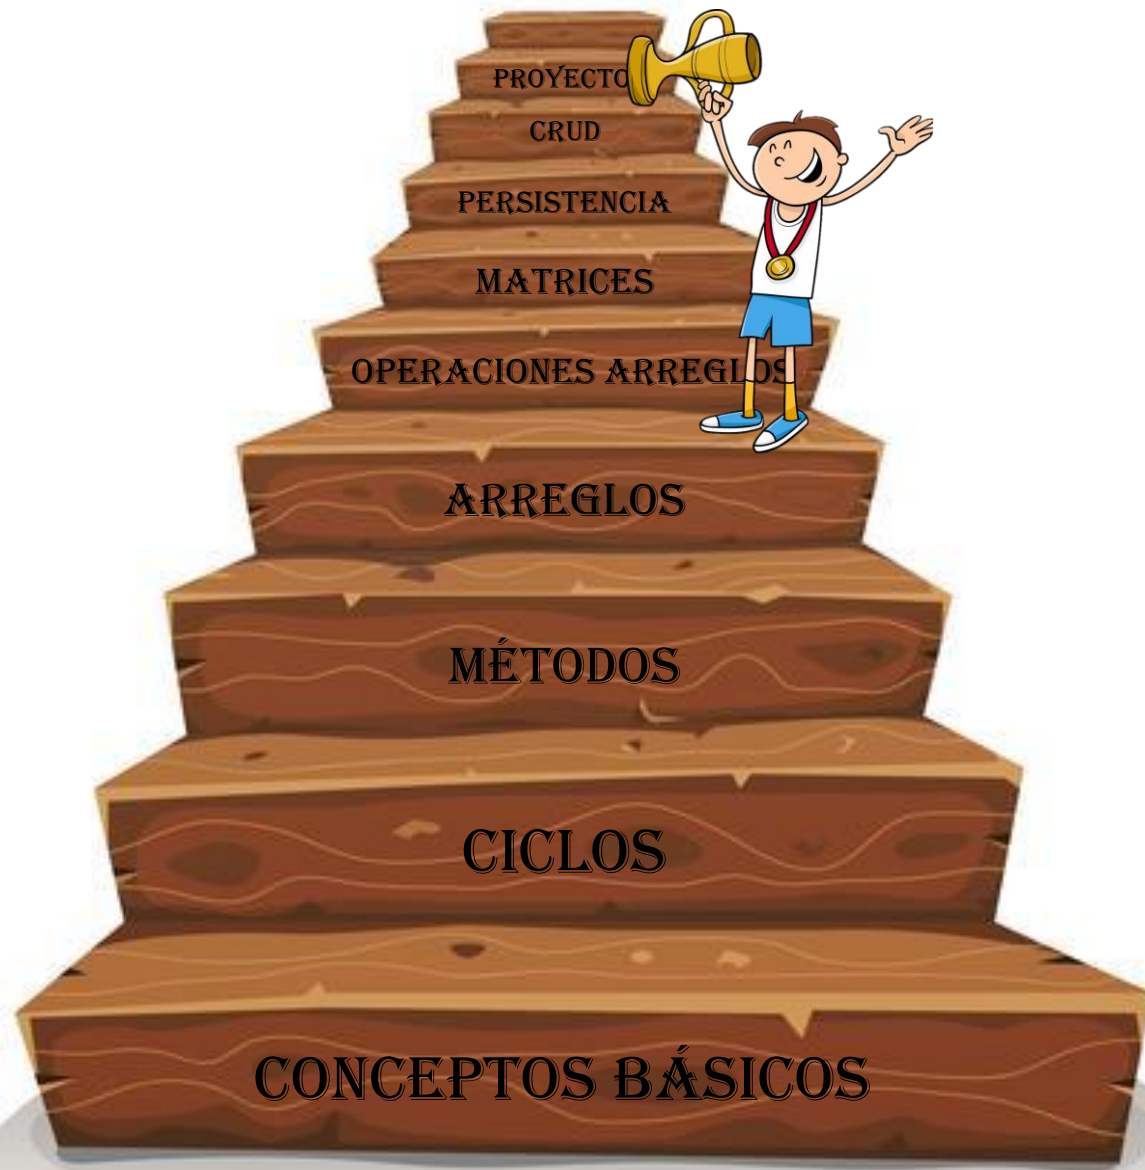 PROYECTO
CRUD
PERSISTENCIA
MATRICES
OPERACIONES ARREGLOS
ARREGLOS
MÉTODOS
CICLOS
CONCEPTOS BÁSICOS